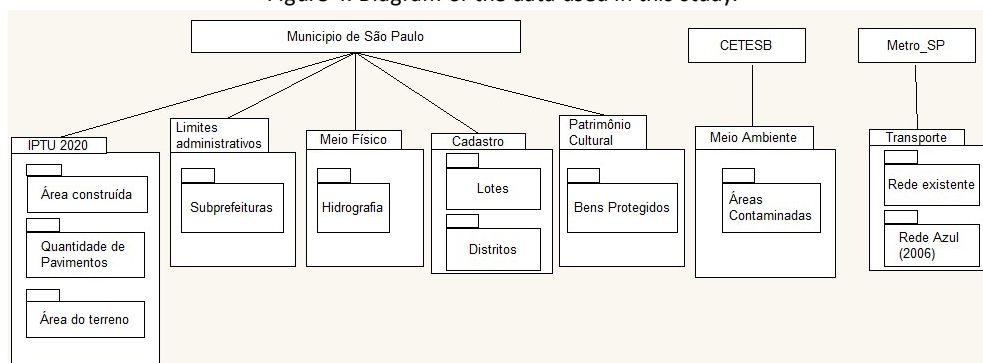 Figure 4. Diagram of the data used in this study.
Municipio de São Paulo
CETESB
Metro_SP
IPTU 2020
Área construída
Quantidade de
Pavimentos
Área do terreno
Limites
administrativos
Subprefeituras
Meio Físico
Hidrografia
Cadastro
Lotes
Distritos
Patrimônio
Cultural
Bens Protegidos
Meio Ambiente
Áreas
Contaminadas
Transporte
Rede existente
Rede Azul
(2006)